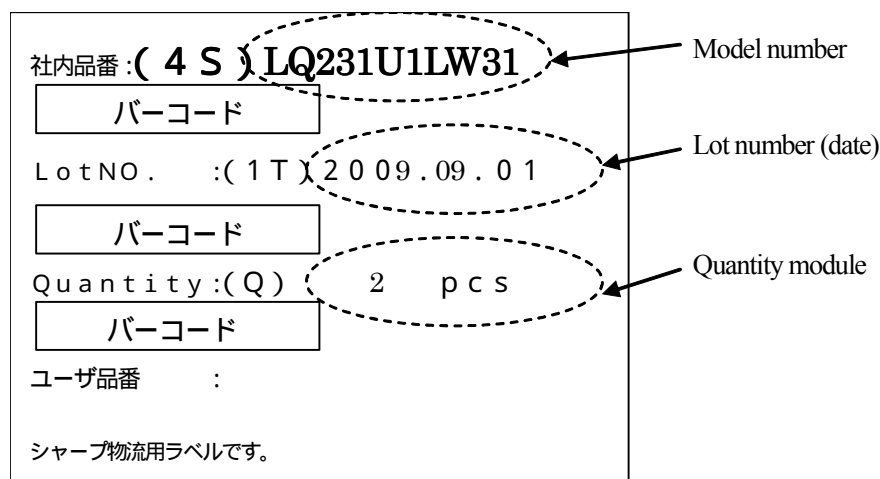 社内品番:(4S)LQ231U1LW31
Model number
バーコード
LotNO. :(1T)2009.09.01
Lot number (date)
バーコード
Quantity:(Q) 2 pcs
Quantity module
バーコード
ユーザ品番 :
シャープ物流用ラベルです。